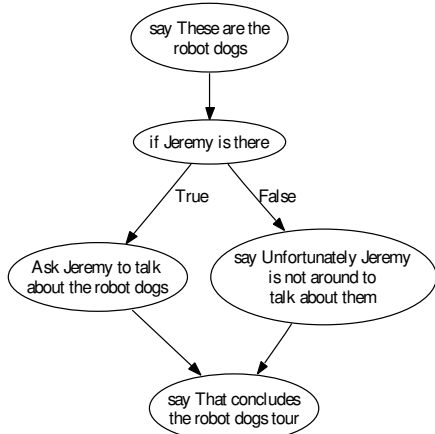 say These are the
robot dogs
if Jeremy is there
True
False
Ask Jeremy to talk
about the robot dogs
say Unfortunately Jeremy
is not around to
talk about them
say That concludes
the robot dogs tour